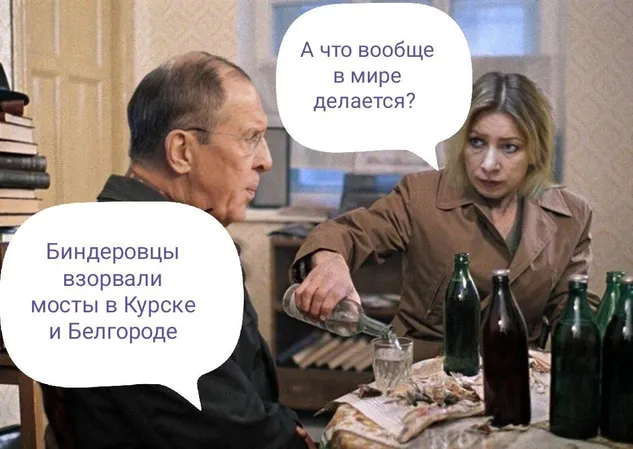 А что вообще
в мире
делается?
Биндеровцы
взорвали
мосты в Курске
и Белгороде